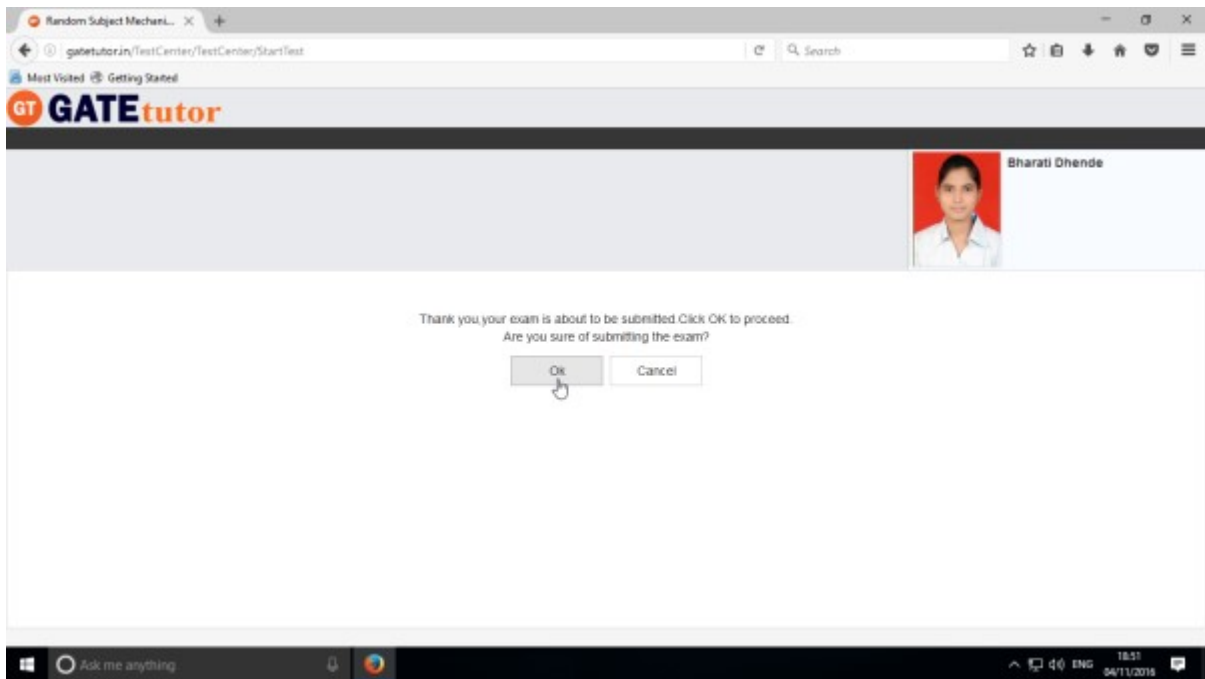 Random Subject Mechani...
gatetutor.in/TestCenter/TestCenter/StartTest
Search
Most Visited
Getting Started
GT GATEtutor
Bharati Dhende
Thank you,your exam is about to be submitted.Click OK to proceed.
Are you sure of submitting the exam?
Ok
Cancel
Ask me anything
ENG
18:51
04/11/2016